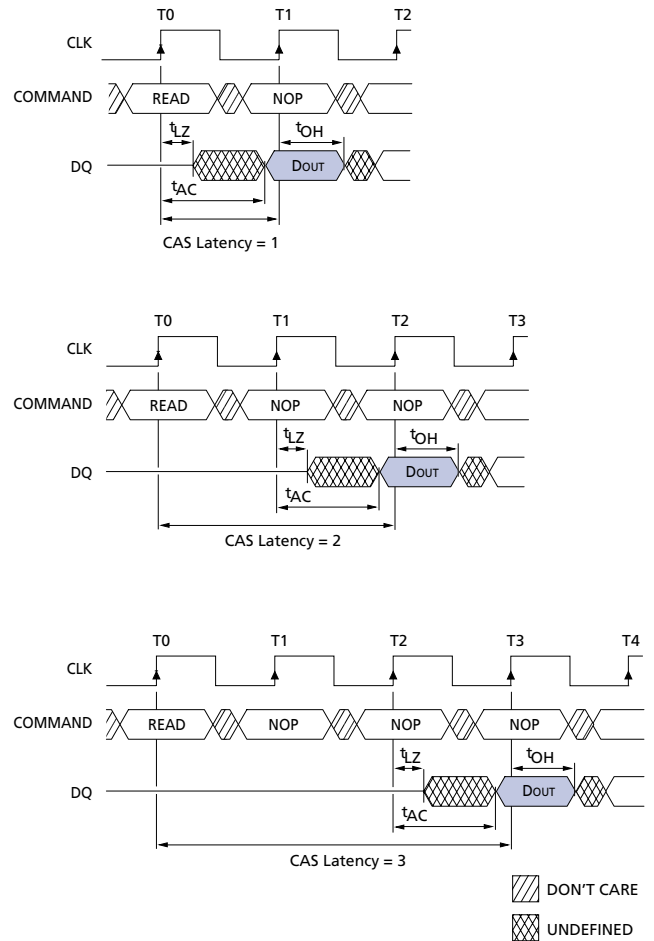 T0 T1 T2
CLK
COMMAND READ NOP
tLZ tOH
DQ DOUT
tAC
CAS Latency = 1
T0 T1 T2 T3
CLK
COMMAND READ NOP NOP
tLZ tOH
DQ DOUT
tAC
CAS Latency = 2
T0 T1 T2 T3 T4
CLK
COMMAND READ NOP NOP NOP
tLZ tOH
DQ DOUT
tAC
CAS Latency = 3
DON'T CARE
UNDEFINED